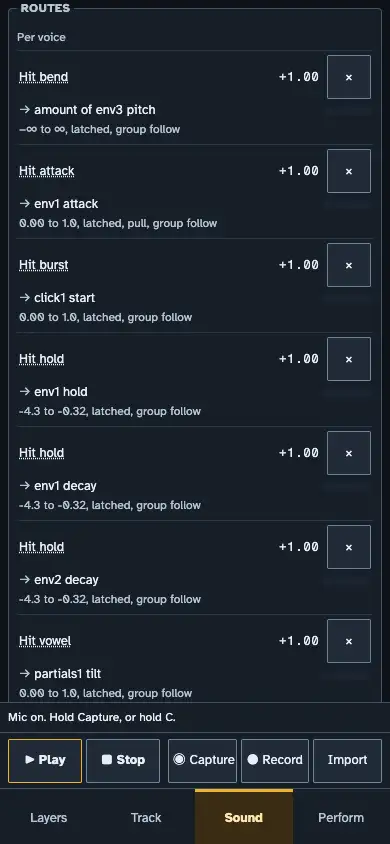 ROUTES
Per voice
Hit bend +1.00 ×
→ amount of env3 pitch
−∞ to ∞, latched, group follow
Hit attack +1.00 ×
→ env1 attack
0.00 to 1.0, latched, pull, group follow
Hit burst +1.00 ×
→ click1 start
0.00 to 1.0, latched, group follow
Hit hold +1.00 ×
→ env1 hold
-4.3 to -0.32, latched, group follow
Hit hold +1.00 ×
→ env1 decay
-4.3 to -0.32, latched, group follow
Hit hold +1.00 ×
→ env2 decay
-4.3 to -0.32, latched, group follow
Hit vowel +1.00 ×
→ partials1 tilt
0.00 to 1.0, latched, group follow
Mic on. Hold Capture, or hold C.
▶ Play ■ Stop ◉ Capture ● Record Import
Layers Track Sound Perform